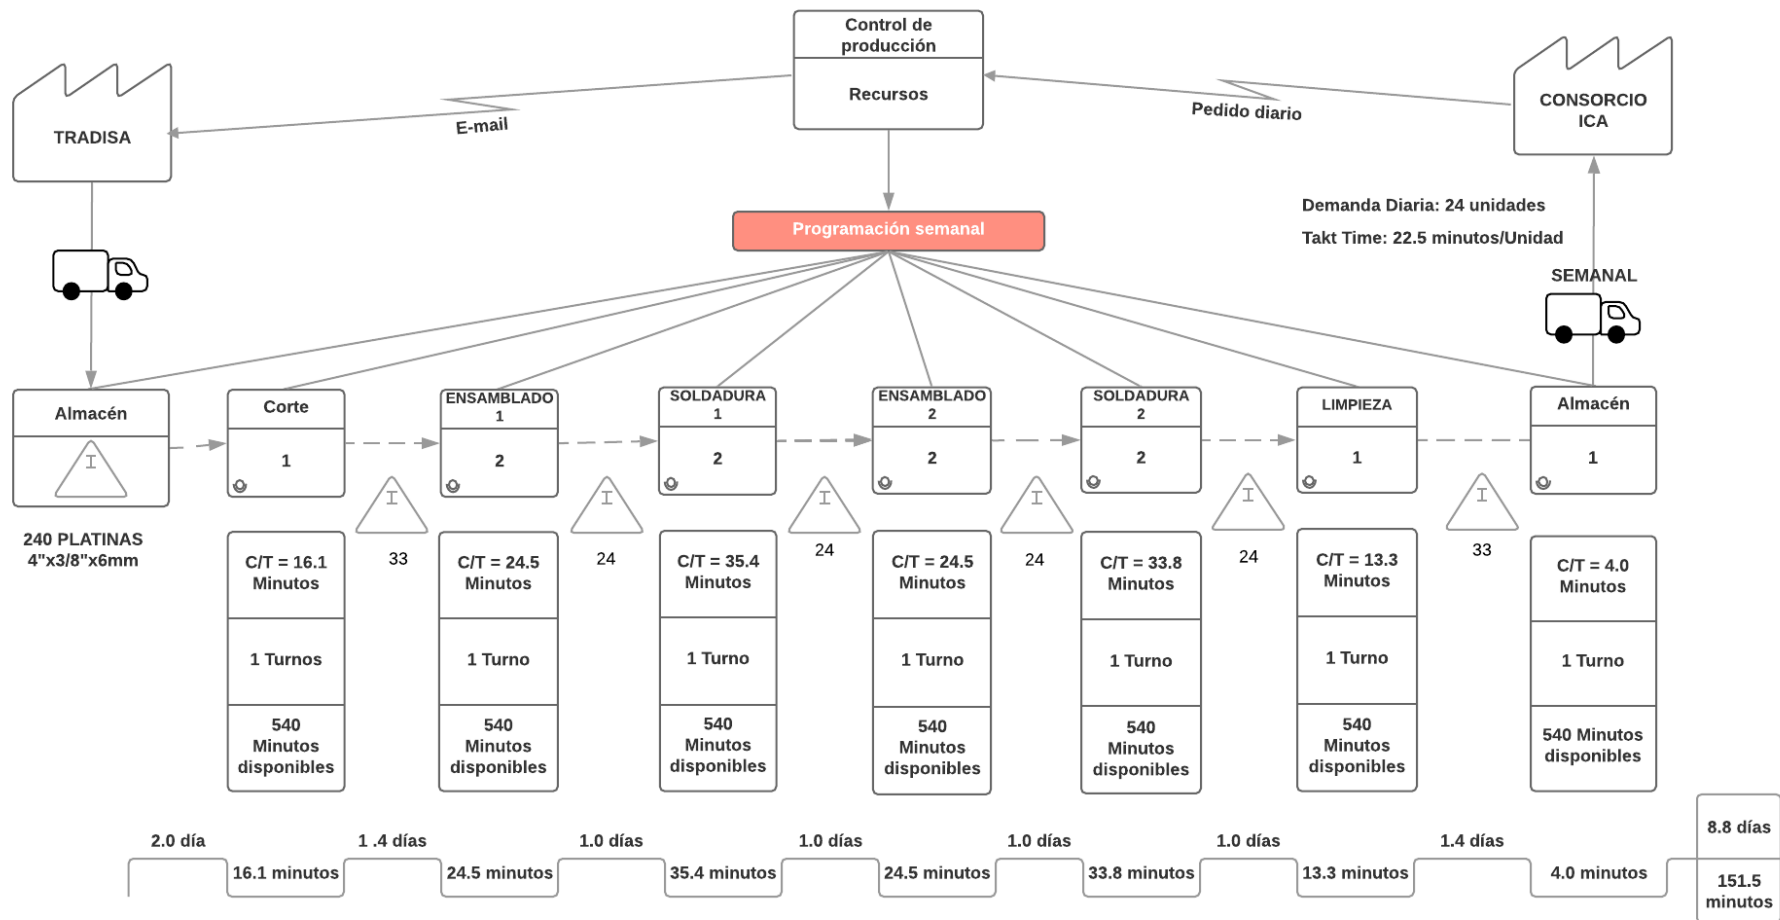 Control de
producción
Recursos
TRADISA
E-mail
Pedido diario
CONSORCIO
ICA
Programación semanal
Demanda Diaria: 24 unidades
Takt Time: 22.5 minutos/Unidad
SEMANAL
Almacén
I
240 PLATINAS
4"x3/8"x6mm
Corte
1
ENSAMBLADO
1
2
SOLDADURA
1
2
ENSAMBLADO
2
2
SOLDADURA
2
2
LIMPIEZA
1
Almacén
1
I
33
I
24
I
24
I
24
I
24
I
33
C/T = 16.1
Minutos
1 Turnos
540
Minutos
disponibles
C/T = 24.5
Minutos
1 Turno
540
Minutos
disponibles
C/T = 35.4
Minutos
1 Turno
540
Minutos
disponibles
C/T = 24.5
Minutos
1 Turno
540
Minutos
disponibles
C/T = 33.8
Minutos
1 Turno
540
Minutos
disponibles
C/T = 13.3
Minutos
1 Turno
540
Minutos
disponibles
C/T = 4.0
Minutos
1 Turno
540 Minutos
disponibles
2.0 día
16.1 minutos
1 .4 días
24.5 minutos
1.0 días
35.4 minutos
1.0 días
24.5 minutos
1.0 días
33.8 minutos
1.0 días
13.3 minutos
1.4 días
4.0 minutos
8.8 días
151.5
minutos